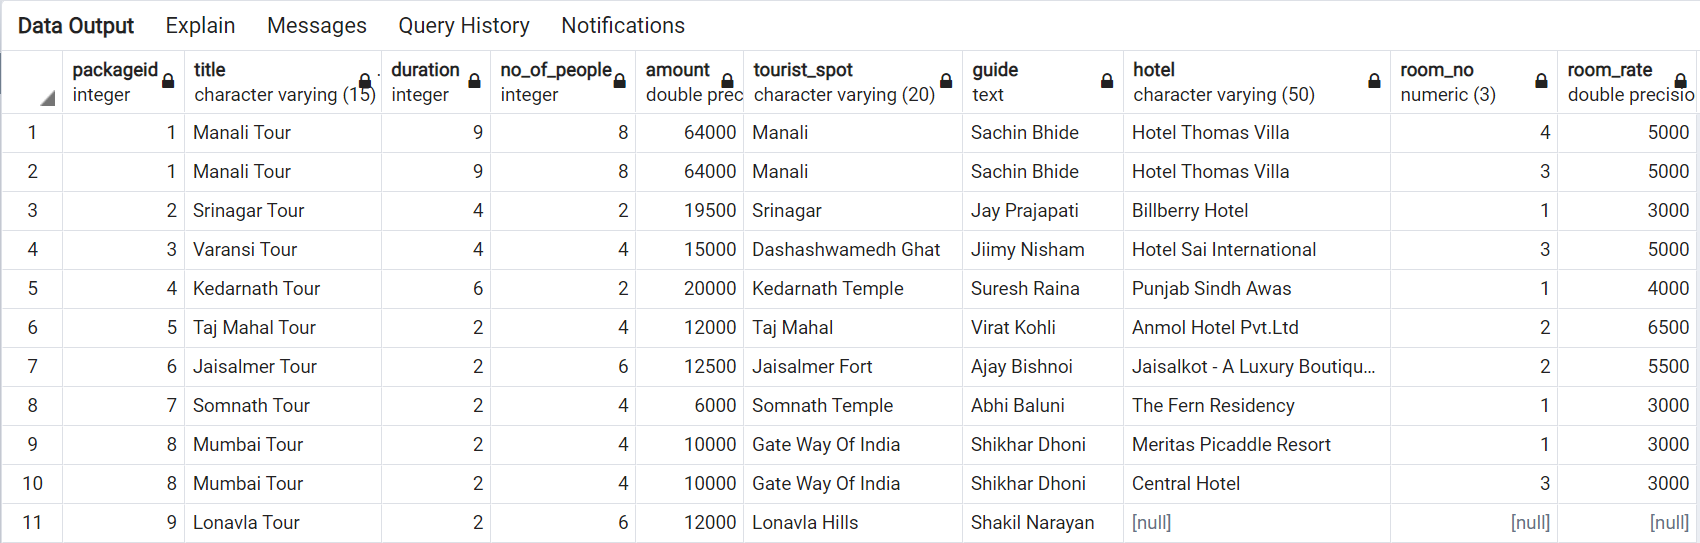 Data Output Explain Messages Query History Notifications
packageid title duration no_of_people amount tourist_spot guide hotel room_no room_rate
integer character varying (15) integer integer double prec character varying (20) text character varying (50) numeric (3) double precisio
1 1 Manali Tour 9 8 64000 Manali Sachin Bhide Hotel Thomas Villa 4 5000
2 1 Manali Tour 9 8 64000 Manali Sachin Bhide Hotel Thomas Villa 3 5000
3 2 Srinagar Tour 4 2 19500 Srinagar Jay Prajapati Billberry Hotel 1 3000
4 3 Varansi Tour 4 4 15000 Dashashwamedh Ghat Jiimy Nisham Hotel Sai International 3 5000
5 4 Kedarnath Tour 6 2 20000 Kedarnath Temple Suresh Raina Punjab Sindh Awas 1 4000
6 5 Taj Mahal Tour 2 4 12000 Taj Mahal Virat Kohli Anmol Hotel Pvt.Ltd 2 6500
7 6 Jaisalmer Tour 2 6 12500 Jaisalmer Fort Ajay Bishnoi Jaisalkot - A Luxury Boutiqu... 2 5500
8 7 Somnath Tour 2 4 6000 Somnath Temple Abhi Baluni The Fern Residency 1 3000
9 8 Mumbai Tour 2 4 10000 Gate Way Of India Shikhar Dhoni Meritas Picaddle Resort 1 3000
10 8 Mumbai Tour 2 4 10000 Gate Way Of India Shikhar Dhoni Central Hotel 3 3000
11 9 Lonavla Tour 2 6 12000 Lonavla Hills Shakil Narayan [null] [null] [null]